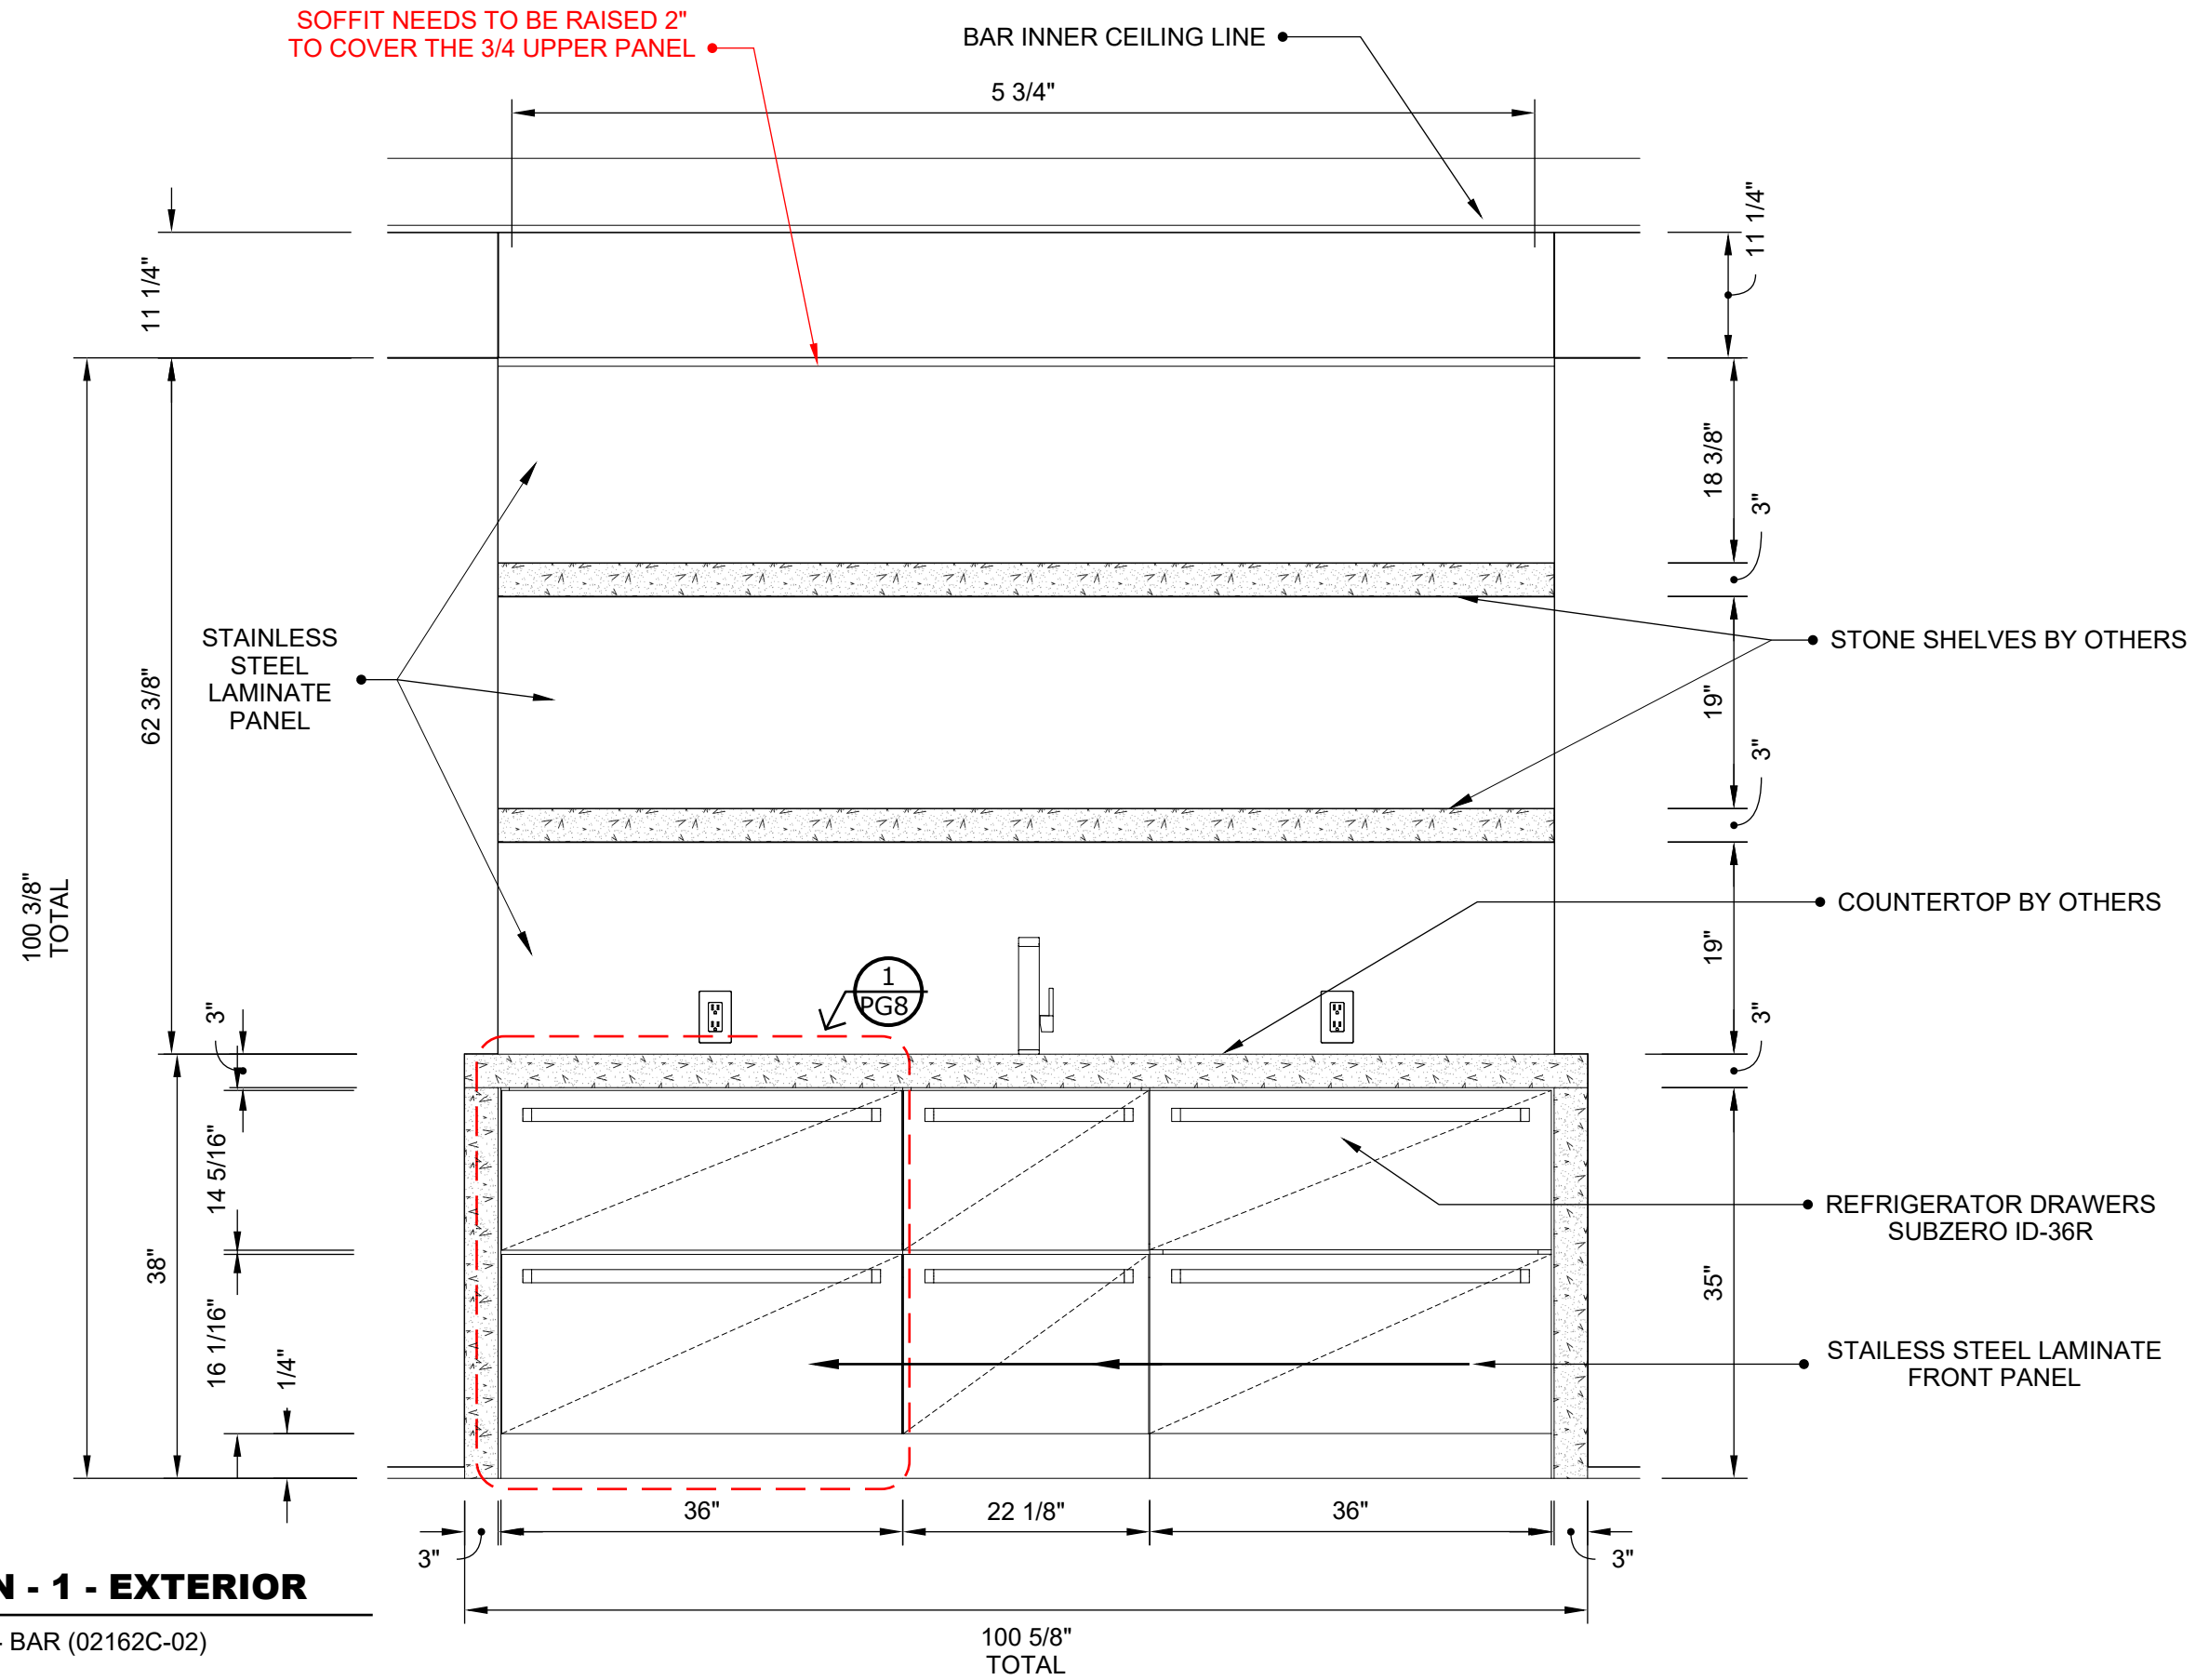 SOFFIT NEEDS TO BE RAISED 2"
TO COVER THE 3/4 UPPER PANEL
BAR INNER CEILING LINE
5 3/4"
11 1/4"
11 1/4"
18 3/8"
3"
STAINLESS
STEEL
LAMINATE
PANEL
STONE SHELVES BY OTHERS
62 3/8"
19"
3"
100 3/8"
TOTAL
COUNTERTOP BY OTHERS
19"
1
PG8
3"
3"
14 5/16"
38"
REFRIGERATOR DRAWERS
SUBZERO ID-36R
35"
16 1/16"
1/4"
STAILESS STEEL LAMINATE
FRONT PANEL
36"
22 1/8"
36"
3"
3"
N - 1 - EXTERIOR
- BAR (02162C-02)
100 5/8"
TOTAL